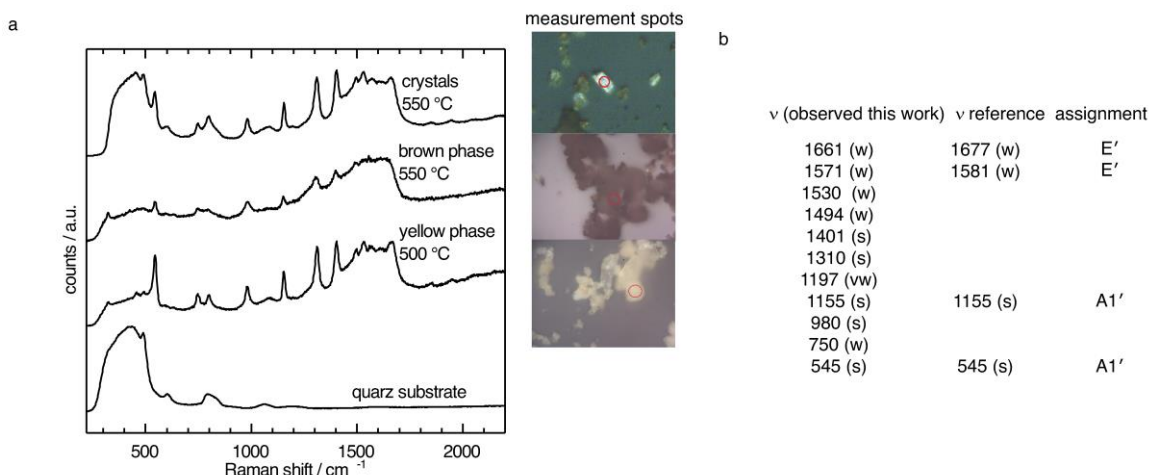 a
measurement spots
b
crystals
550 °C
brown phase
550 °C
yellow phase
500 °C
quarz substrate
counts / a.u.
500
1000
1500
2000
Raman shift / cm⁻¹
ν (observed this work) ν reference assignment
1661 (w) 1677 (w) E′
1571 (w) 1581 (w) E′
1530 (w)
1494 (w)
1401 (s)
1310 (s)
1197 (vw)
1155 (s) 1155 (s) A1′
980 (s)
750 (w)
545 (s) 545 (s) A1′